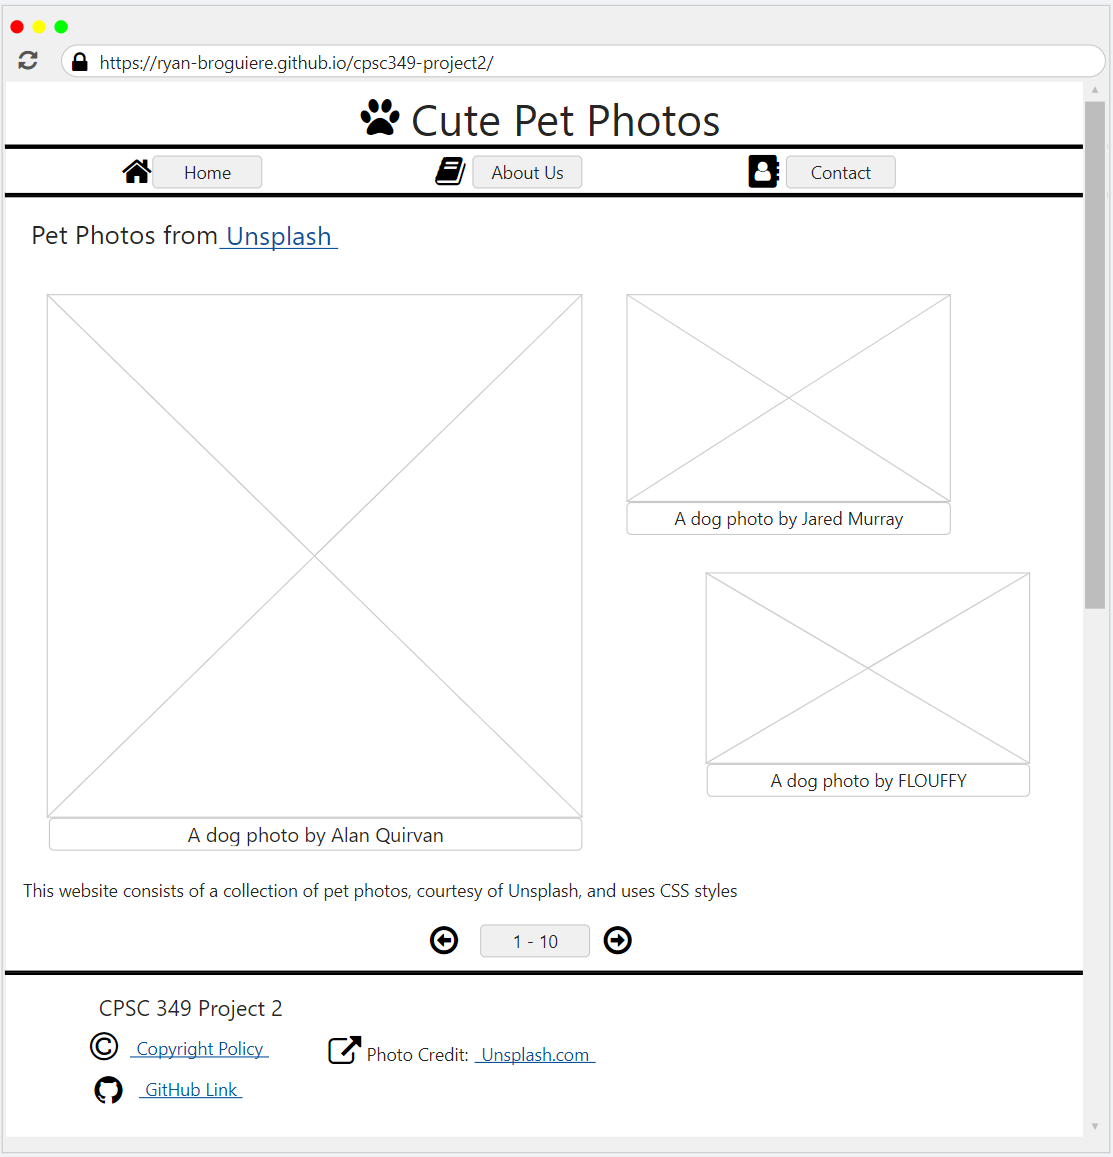 https://ryan-broguiere.github.io/cpsc349-project2/
Cute Pet Photos
Home
About Us
Contact
Pet Photos from Unsplash
A dog photo by Jared Murray
A dog photo by FLOUFFY
A dog photo by Alan Quirvan
This website consists of a collection of pet photos, courtesy of Unsplash, and uses CSS styles
1 - 10
CPSC 349 Project 2
© Copyright Policy
Photo Credit: Unsplash.com
GitHub Link